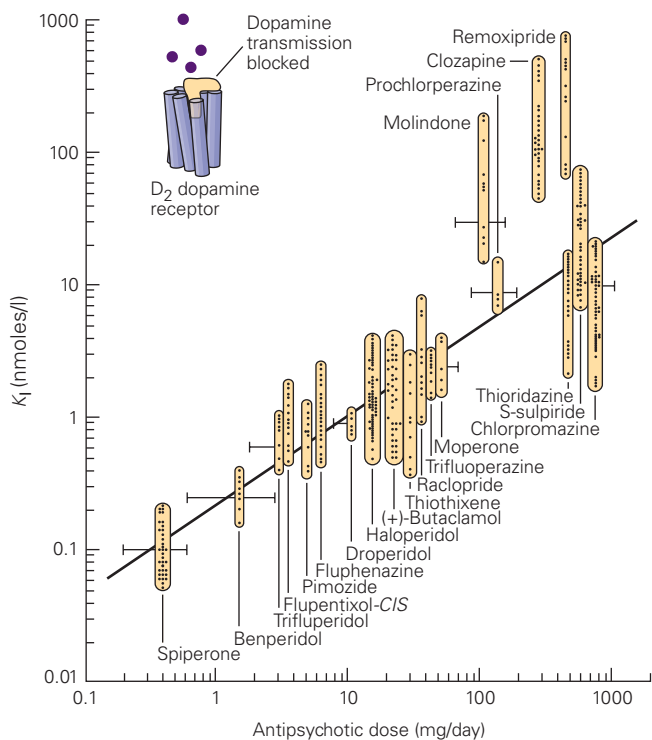 1000
100
10
1
0.1
0.01
K_I (nmoles/l)
Dopamine
transmission
blocked
D₂ dopamine
receptor
Remoxipride
Clozapine
Prochlorperazine
Molindone
Thioridazine
S-sulpiride
Chlorpromazine
Moperone
Trifluoperazine
Raclopride
Thiothixene
(+)-Butaclamol
Haloperidol
Droperidol
Fluphenazine
Pimozide
Flupentixol-CIS
Trifluperidol
Benperidol
Spiperone
0.1 1 10 100 1000
Antipsychotic dose (mg/day)